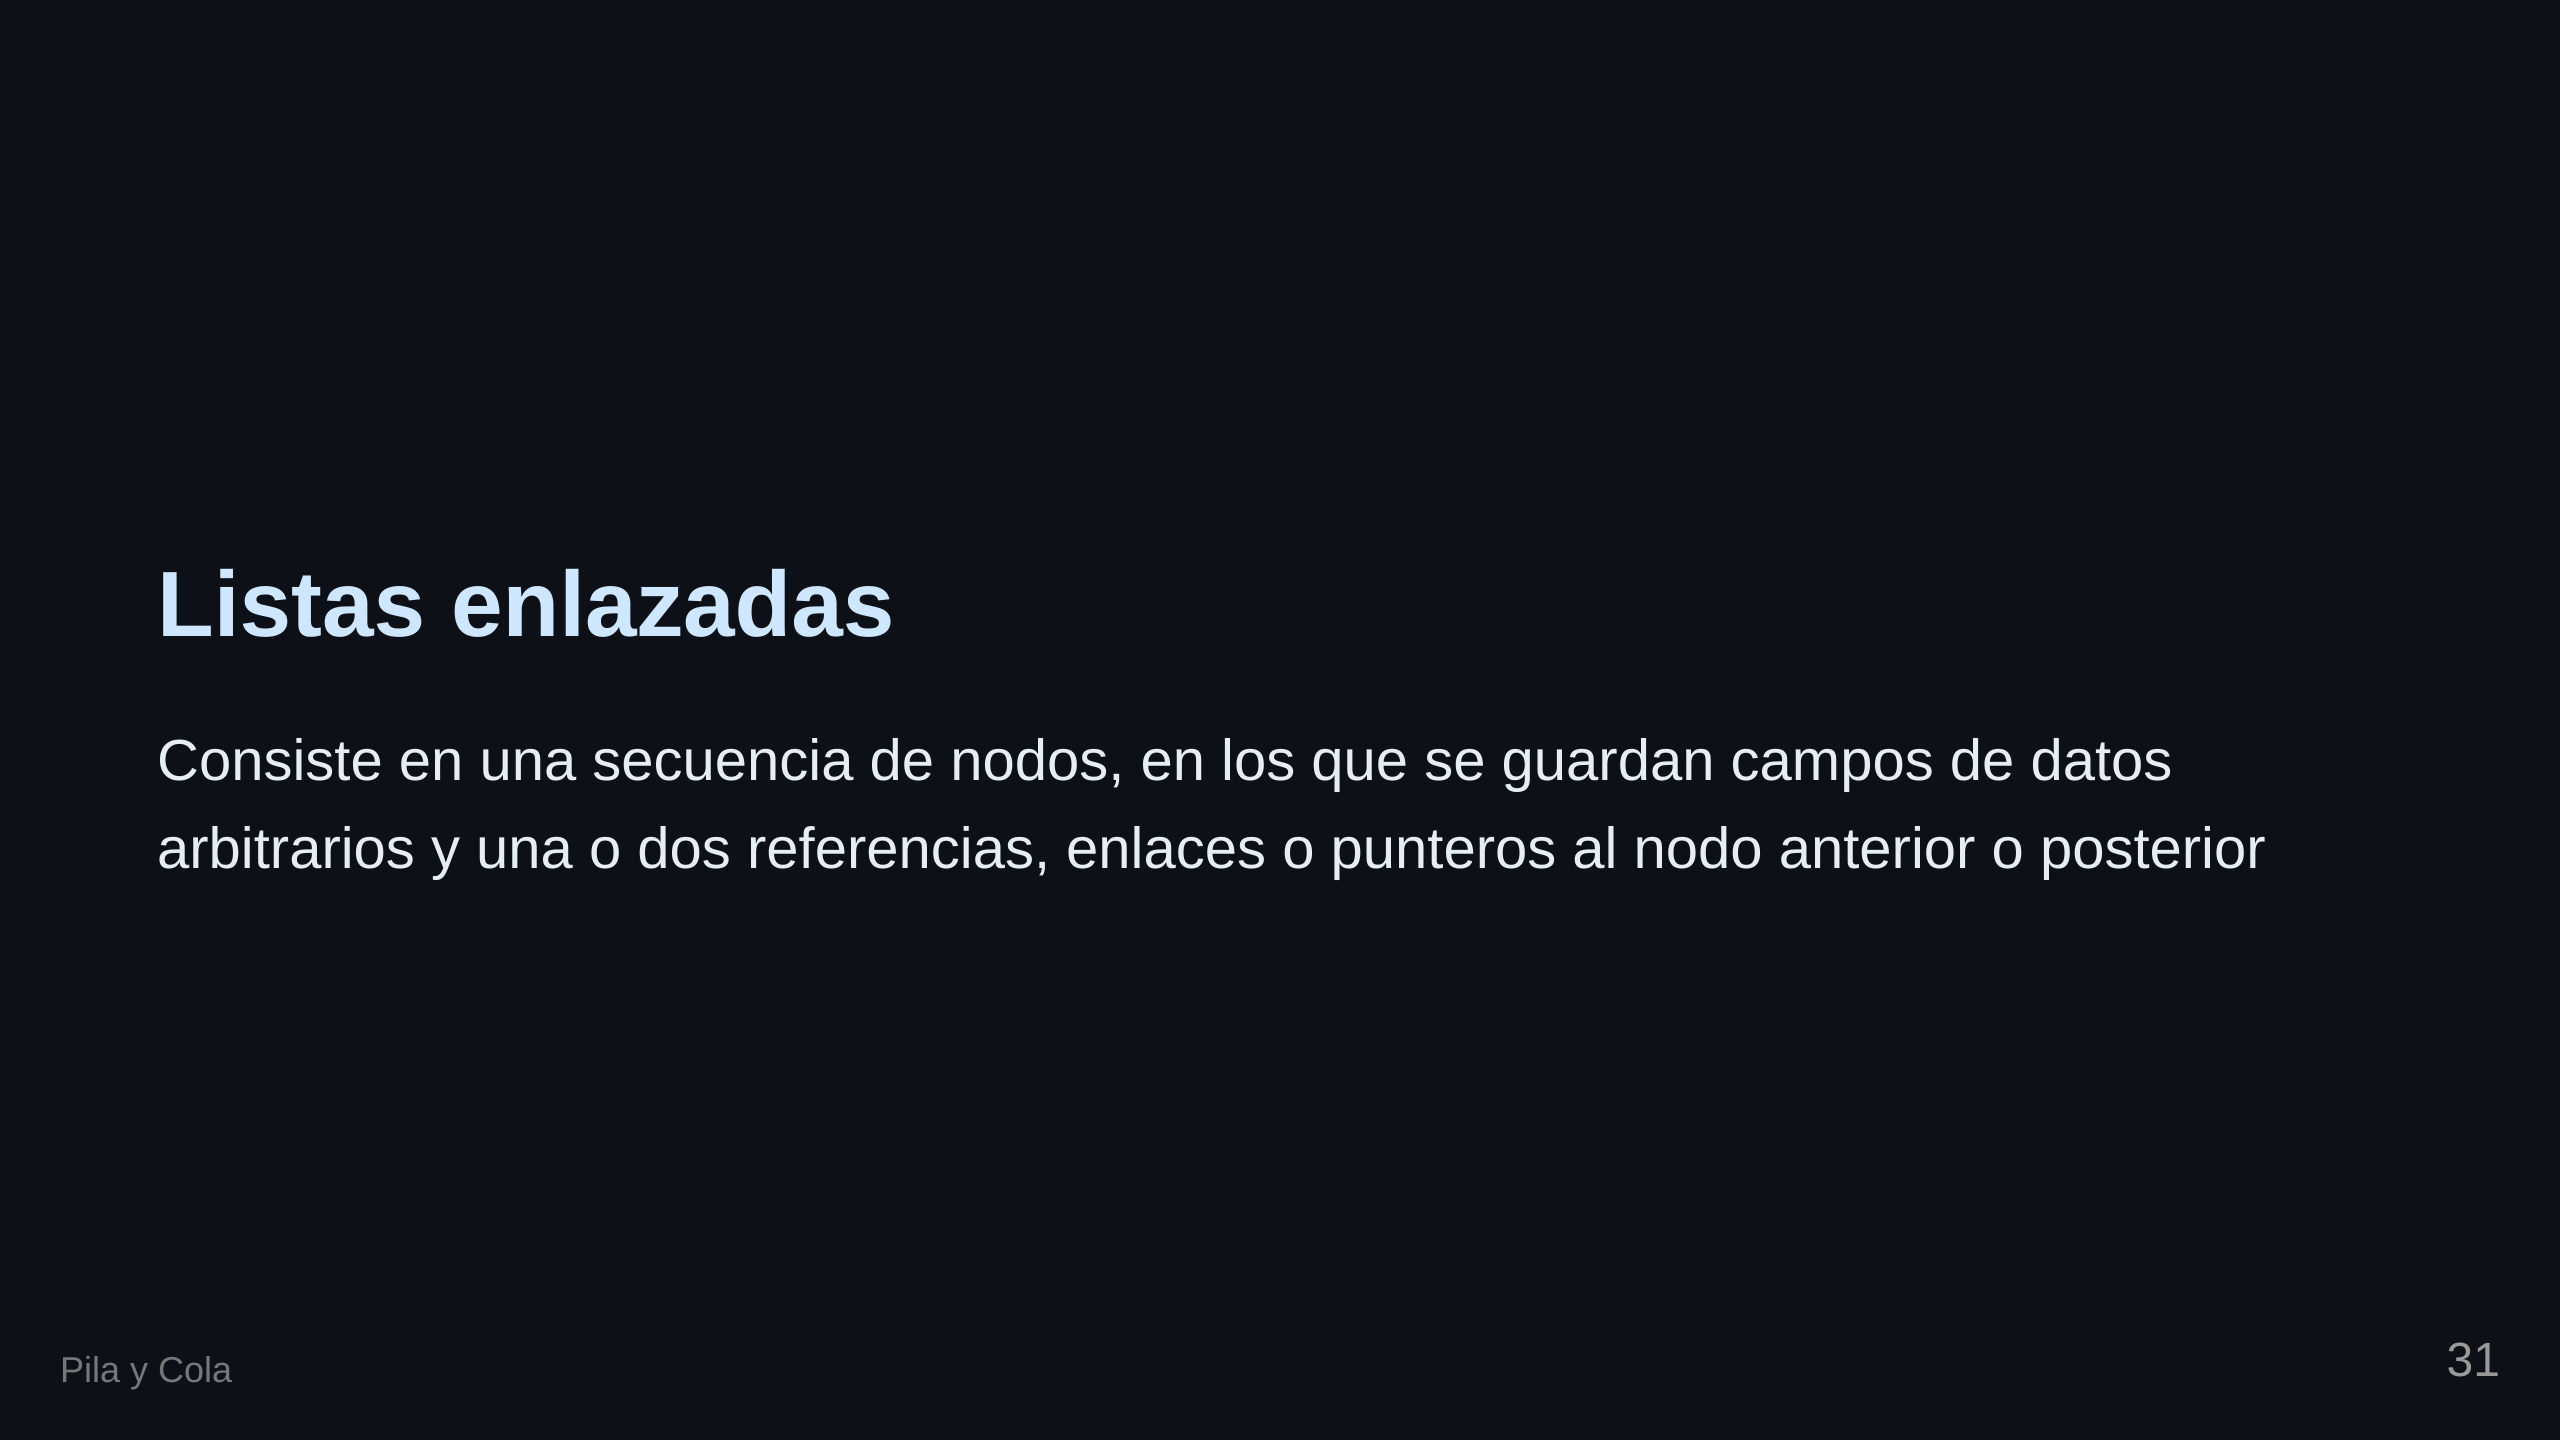 Listas enlazadas
Consiste en una secuencia de nodos, en los que se guardan campos de datos
arbitrarios y una o dos referencias, enlaces o punteros al nodo anterior o posterior
Pila y Cola
31